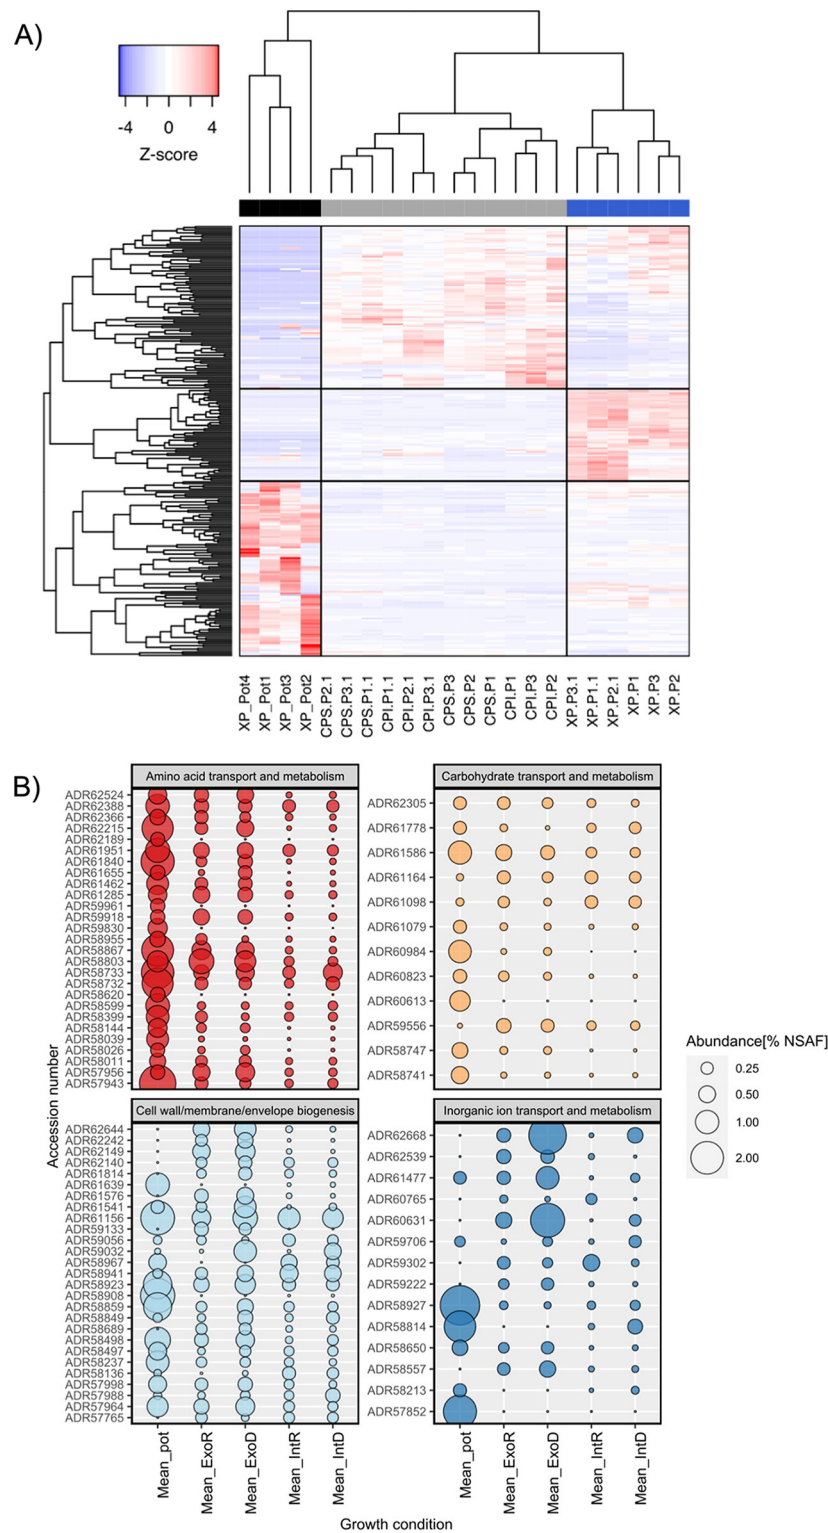 A)
-4 0 4
Z-score
XP_Pot4
XP_Pot1
XP_Pot3
XP_Pot2
CPS.P2.1
CPS.P3.1
CPS.P1.1
CPI.P1.1
CPI.P2.1
CPI.P3.1
CPS.P3
CPS.P2
CPS.P1
CPI.P1
CPI.P3
CPI.P2
XP.P3.1
XP.P1.1
XP.P2.1
XP.P1
XP.P3
XP.P2
B)
Accession number
Amino acid transport and metabolism
ADR62524
ADR62388
ADR62366
ADR62215
ADR62189
ADR61951
ADR61840
ADR61655
ADR61462
ADR61285
ADR59961
ADR59918
ADR59830
ADR58955
ADR58867
ADR58803
ADR58733
ADR58732
ADR58620
ADR58599
ADR58399
ADR58144
ADR58039
ADR58026
ADR58011
ADR57956
ADR57943
Carbohydrate transport and metabolism
ADR62305
ADR61778
ADR61586
ADR61164
ADR61098
ADR61079
ADR60984
ADR60823
ADR60613
ADR59556
ADR58747
ADR58741
Cell wall/membrane/envelope biogenesis
ADR62644
ADR62242
ADR62149
ADR62140
ADR61814
ADR61639
ADR61576
ADR61541
ADR61156
ADR59133
ADR59056
ADR59032
ADR58967
ADR58941
ADR58923
ADR58908
ADR58859
ADR58849
ADR58689
ADR58498
ADR58497
ADR58237
ADR58136
ADR57998
ADR57988
ADR57964
ADR57765
Inorganic ion transport and metabolism
ADR62668
ADR62539
ADR61477
ADR60765
ADR60631
ADR59706
ADR59302
ADR59222
ADR58927
ADR58814
ADR58650
ADR58557
ADR58213
ADR57852
Abundance[% NSAF]
0.25
0.50
1.00
2.00
Mean_pot
Mean_ExoR
Mean_ExoD
Mean_IntR
Mean_IntD
Mean_pot
Mean_ExoR
Mean_ExoD
Mean_IntR
Mean_IntD
Growth condition